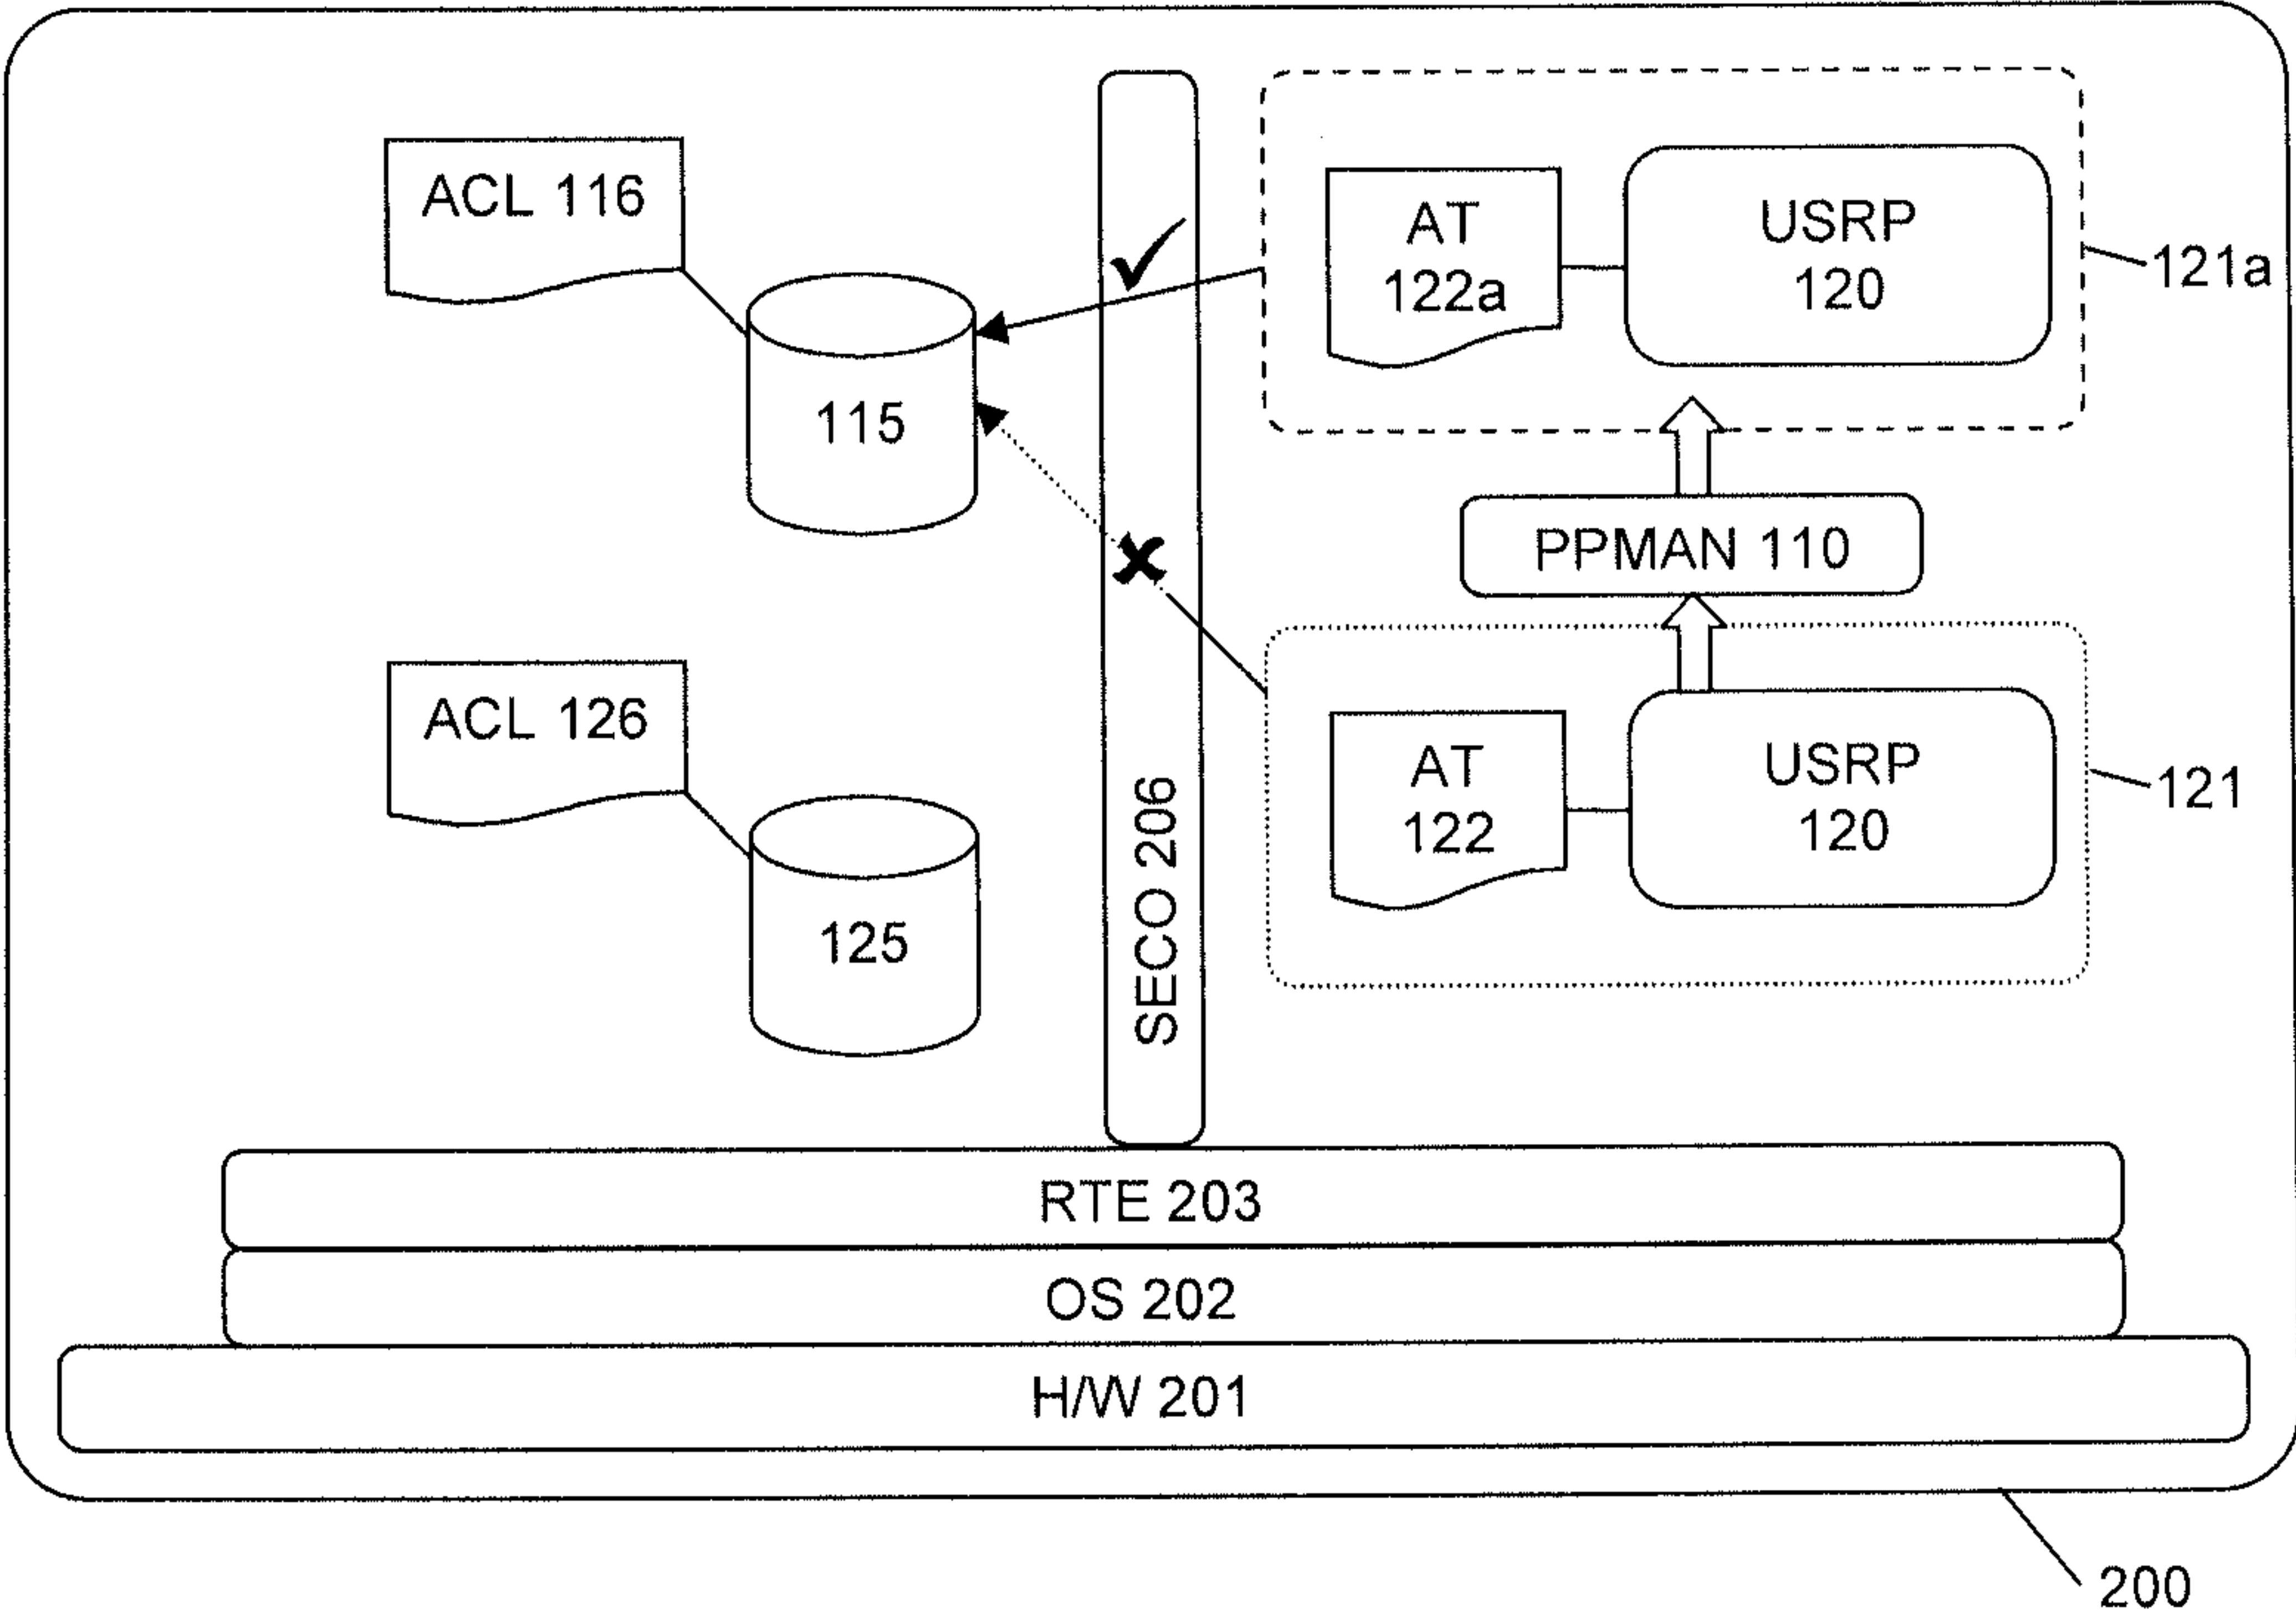 ACL 116
AT
122a
USRP
120
121a
115
PPMAN 110
ACL 126
AT
122
USRP
120
121
125
SECO 206
RTE 203
OS 202
H/W 201
200